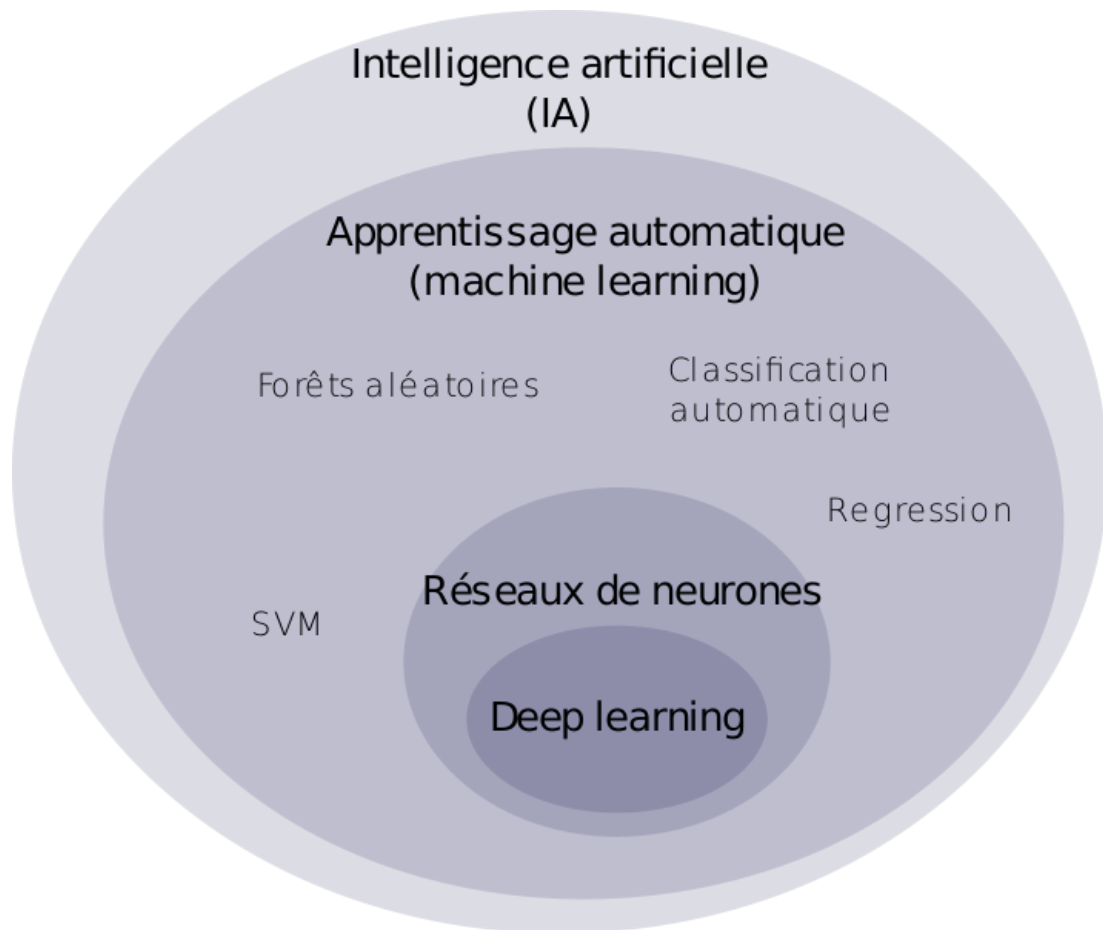 Intelligence artificielle
(IA)
Apprentissage automatique
(machine learning)
Forêts aléatoires
Classification
automatique
Regression
Réseaux de neurones
SVM
Deep learning